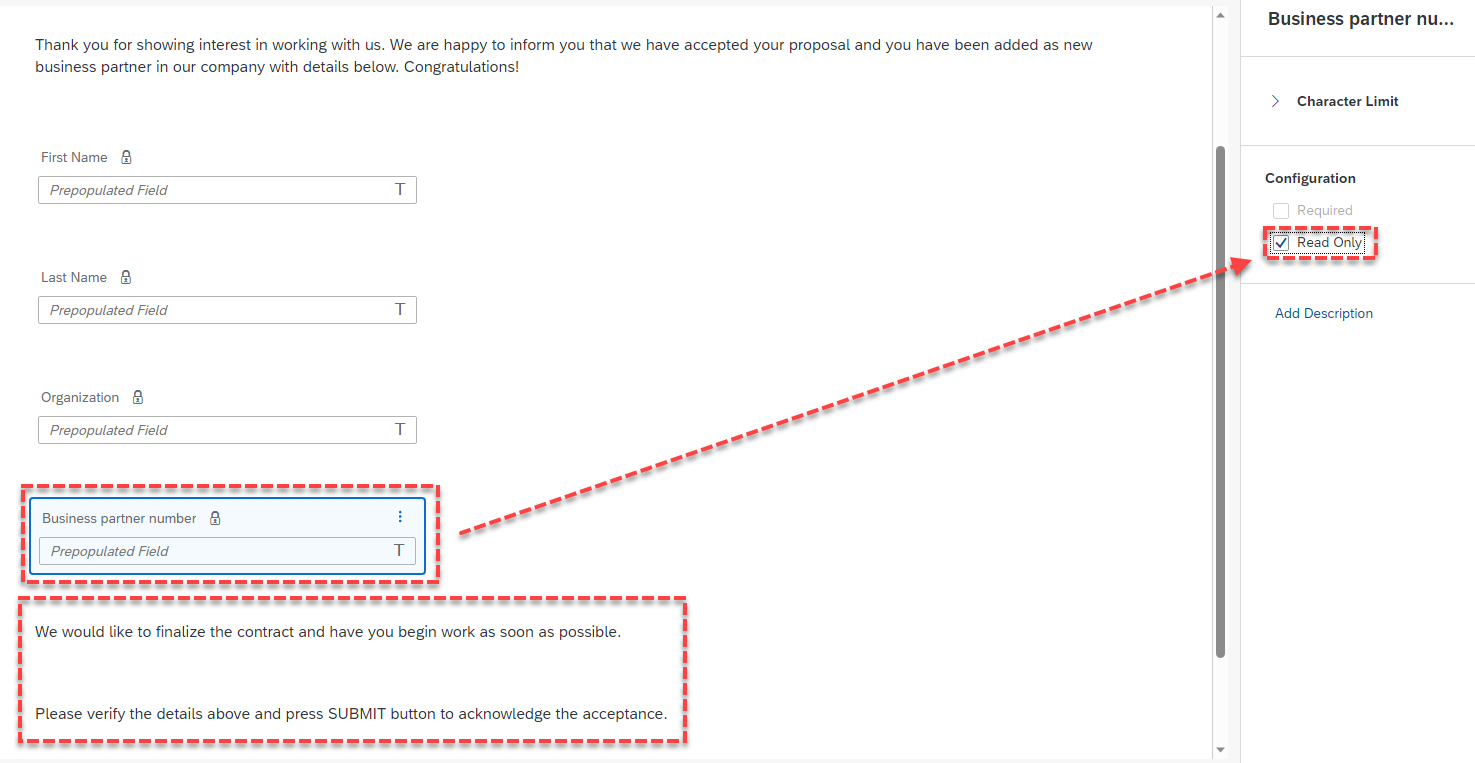 Thank you for showing interest in working with us. We are happy to inform you that we have accepted your proposal and you have been added as new
business partner in our company with details below. Congratulations!
First Name
Prepopulated Field T
Last Name
Prepopulated Field T
Organization
Prepopulated Field T
Business partner number
Prepopulated Field T
We would like to finalize the contract and have you begin work as soon as possible.
Please verify the details above and press SUBMIT button to acknowledge the acceptance.
Business partner nu...
Character Limit
Configuration
Required
Read Only
Add Description